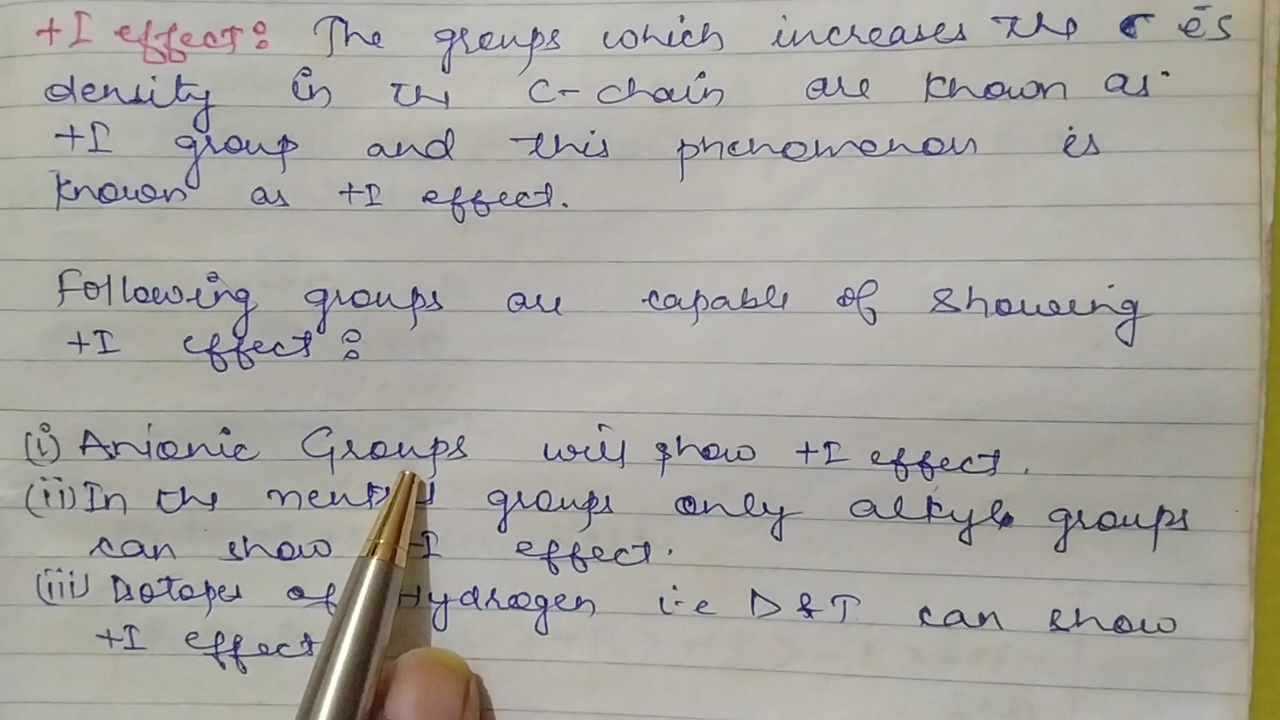 +I effect: The groups which increases the σ ēs
density in the C-chain are known as
+I group and this phenomenon is
known as +I effect.
Following groups are capable of showing
+I effect:
(i) Anionic Groups will show +I effect.
(ii) In the groups only alkyl groups
can show effect.
(iii) Isotopes of Hydrogen i.e D & T can show
+I effect